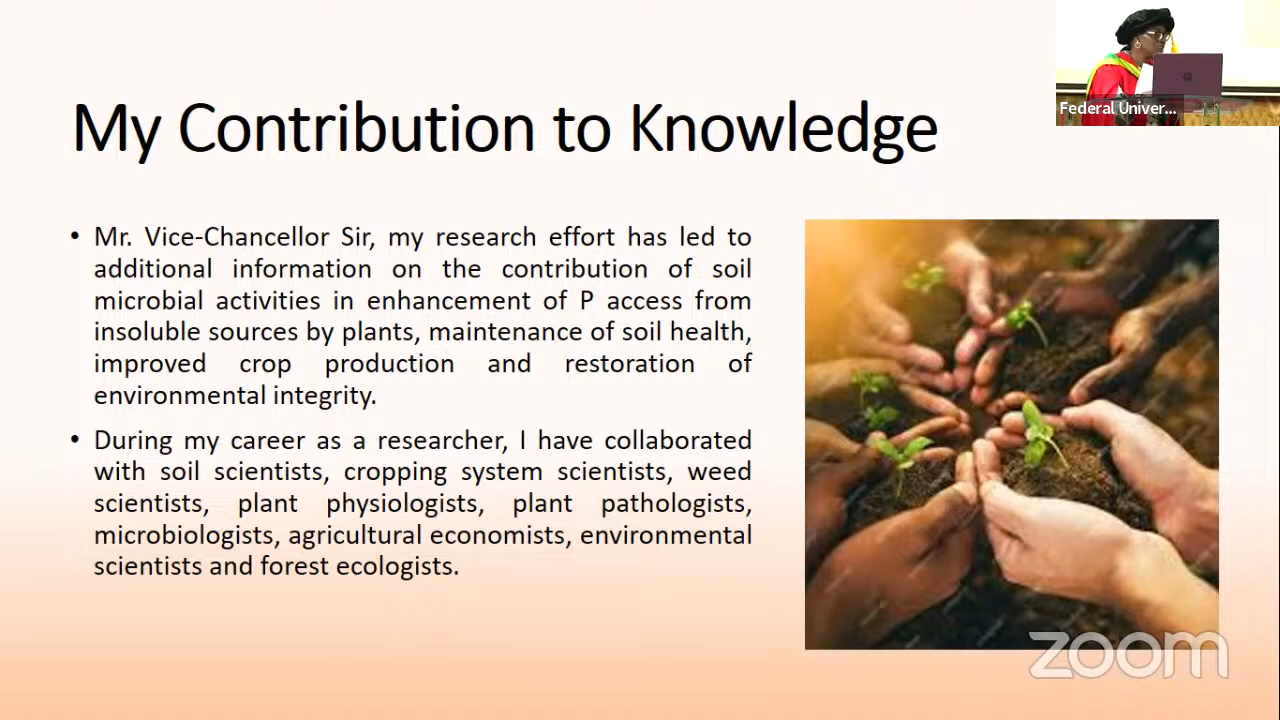 My Contribution to Knowledge
Federal Univer...
• Mr. Vice-Chancellor Sir, my research effort has led to
additional information on the contribution of soil
microbial activities in enhancement of P access from
insoluble sources by plants, maintenance of soil health,
improved crop production and restoration of
environmental integrity.
• During my career as a researcher, I have collaborated
with soil scientists, cropping system scientists, weed
scientists, plant physiologists, plant pathologists,
microbiologists, agricultural economists, environmental
scientists and forest ecologists.
zoom